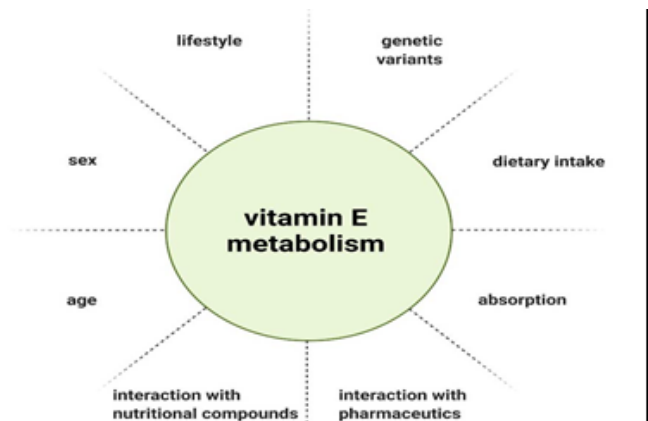 lifestyle
genetic
variants
sex
dietary intake
vitamin E
metabolism
age
absorption
interaction with
nutritional compounds
interaction with
pharmaceutics